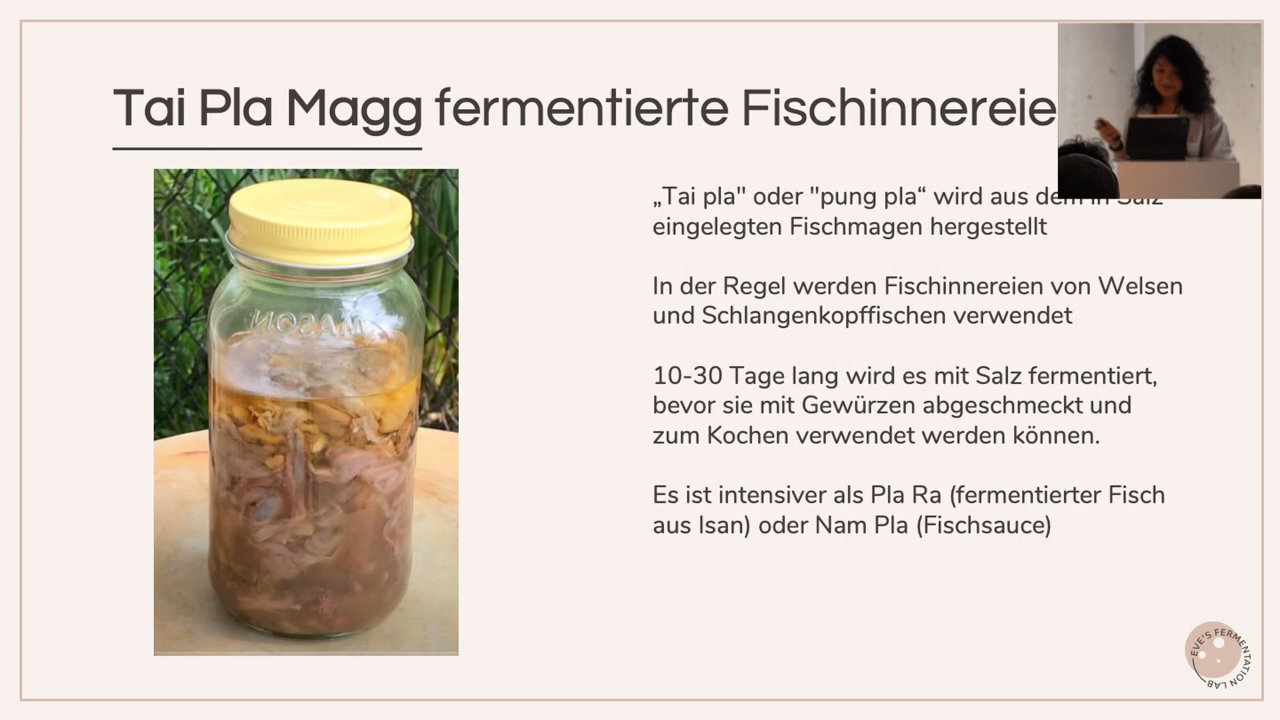 Tai Pla Magg fermentierte Fischinnereie
„Tai pla" oder "pung pla“ wird aus dem in Salz
eingelegten Fischmagen hergestellt
In der Regel werden Fischinnereien von Welsen
und Schlangenkopffischen verwendet
10-30 Tage lang wird es mit Salz fermentiert,
bevor sie mit Gewürzen abgeschmeckt und
zum Kochen verwendet werden können.
Es ist intensiver als Pla Ra (fermentierter Fisch
aus Isan) oder Nam Pla (Fischsauce)
MASON
EVE'S FERMENTATION LAB